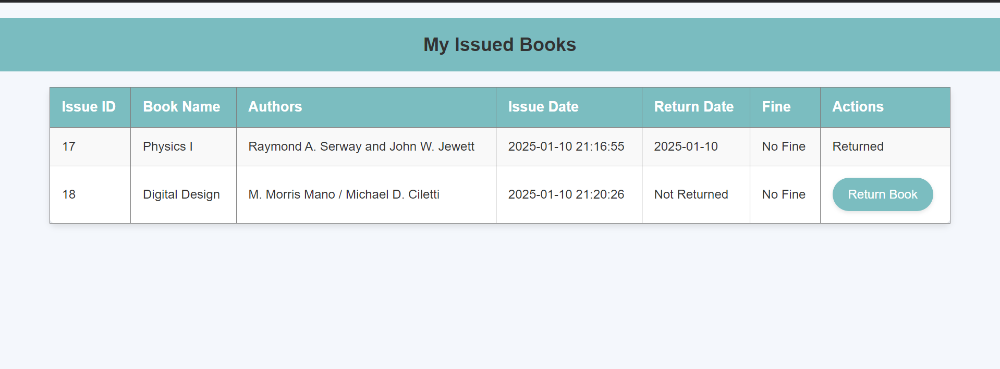 My Issued Books
Issue ID Book Name Authors Issue Date Return Date Fine Actions
17 Physics I Raymond A. Serway and John W. Jewett 2025-01-10 21:16:55 2025-01-10 No Fine Returned
18 Digital Design M. Morris Mano / Michael D. Ciletti 2025-01-10 21:20:26 Not Returned No Fine Return Book